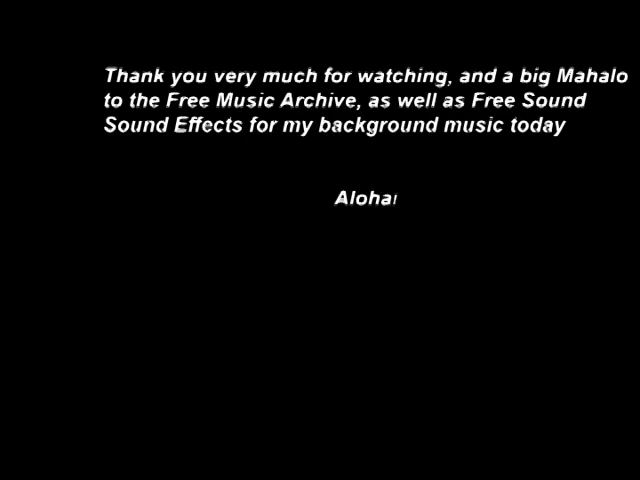 Thank you very much for watching, and a big Mahalo
to the Free Music Archive, as well as Free Sound
Sound Effects for my background music today
Aloha!